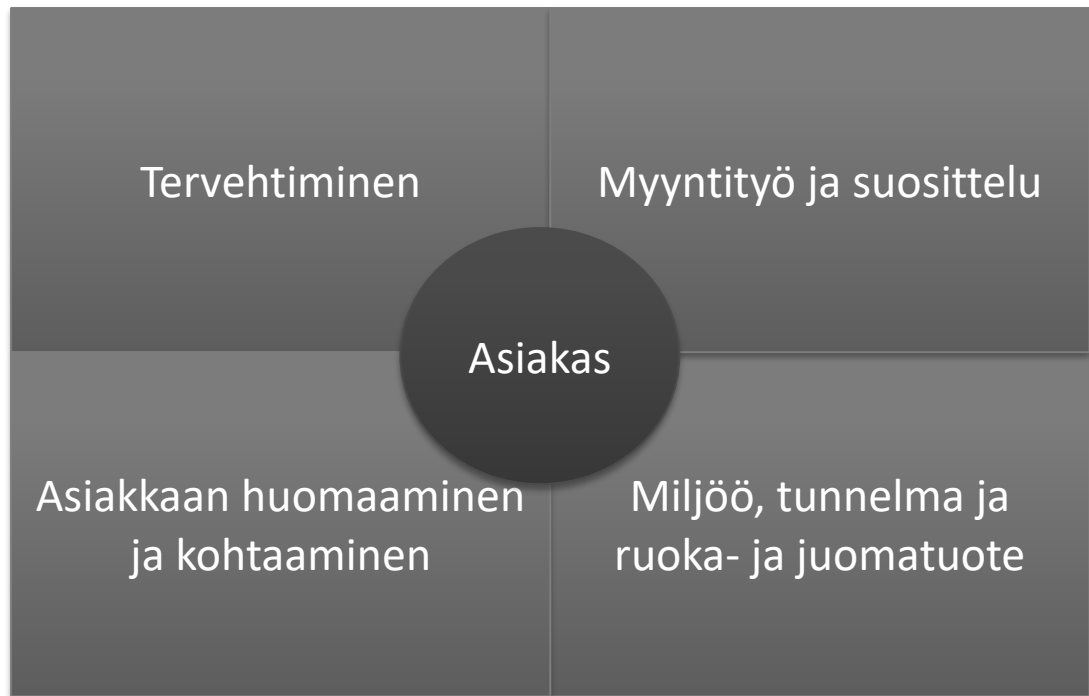 Tervehtiminen
Myyntityö ja suosittelu
Asiakas
Asiakkaan huomaaminen
ja kohtaaminen
Miljöö, tunnelma ja
ruoka- ja juomatuote